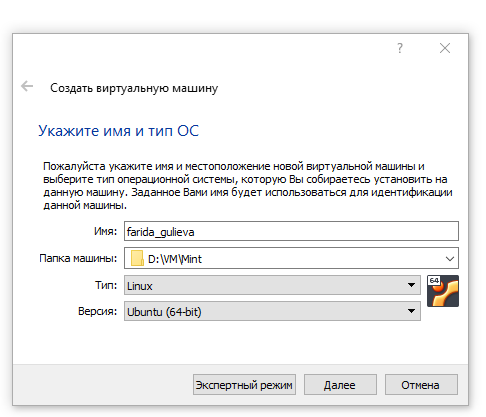 ?
Создать виртуальную машину
Укажите имя и тип ОС
Пожалуйста укажите имя и местоположение новой виртуальной машины и
выберите тип операционной системы, которую Вы собираетесь установить на
данную машину. Заданное Вами имя будет использоваться для идентификации
данной машины.
Имя: farida_gulieva
Папка машины: D:\VM\Mint
Тип: Linux 64
Версия: Ubuntu (64-bit)
Экспертный режим Далее Отмена